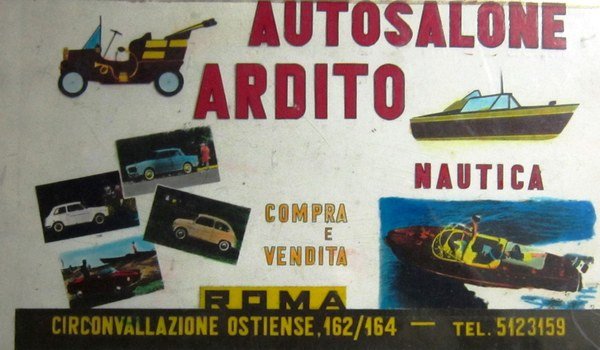 AUTOSALONE
ARDITO
NAUTICA
COMPRA
E
VENDITA
ROMA
CIRCONVALLAZIONE OSTIENSE, 162/164 — TEL. 5123159